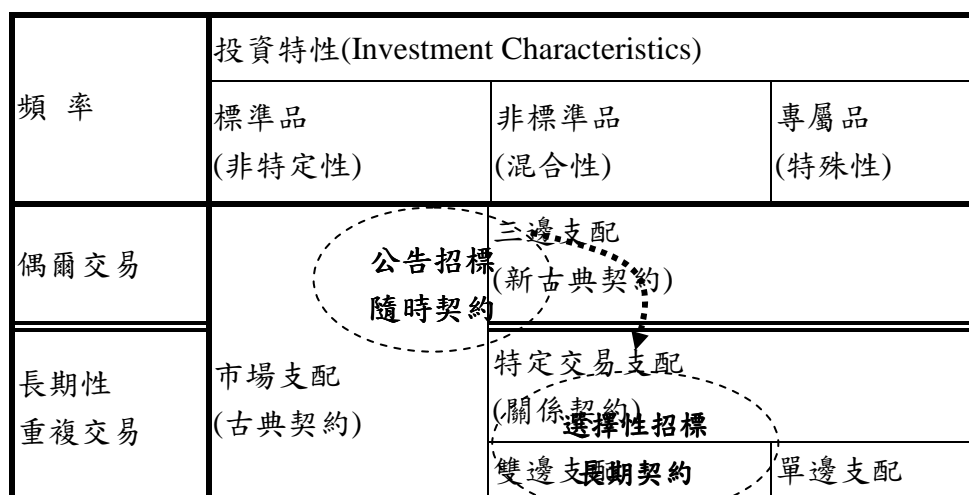 投資特性(Investment Characteristics)
頻 率
標準品
(非特定性)
非標準品
(混合性)
專屬品
(特殊性)
偶爾交易
公告招標
隨時契約
三邊支配
(新古典契約)
長期性
重複交易
市場支配
(古典契約)
特定交易支配
(關係契約)
選擇性招標
長期契約
雙邊支配
單邊支配